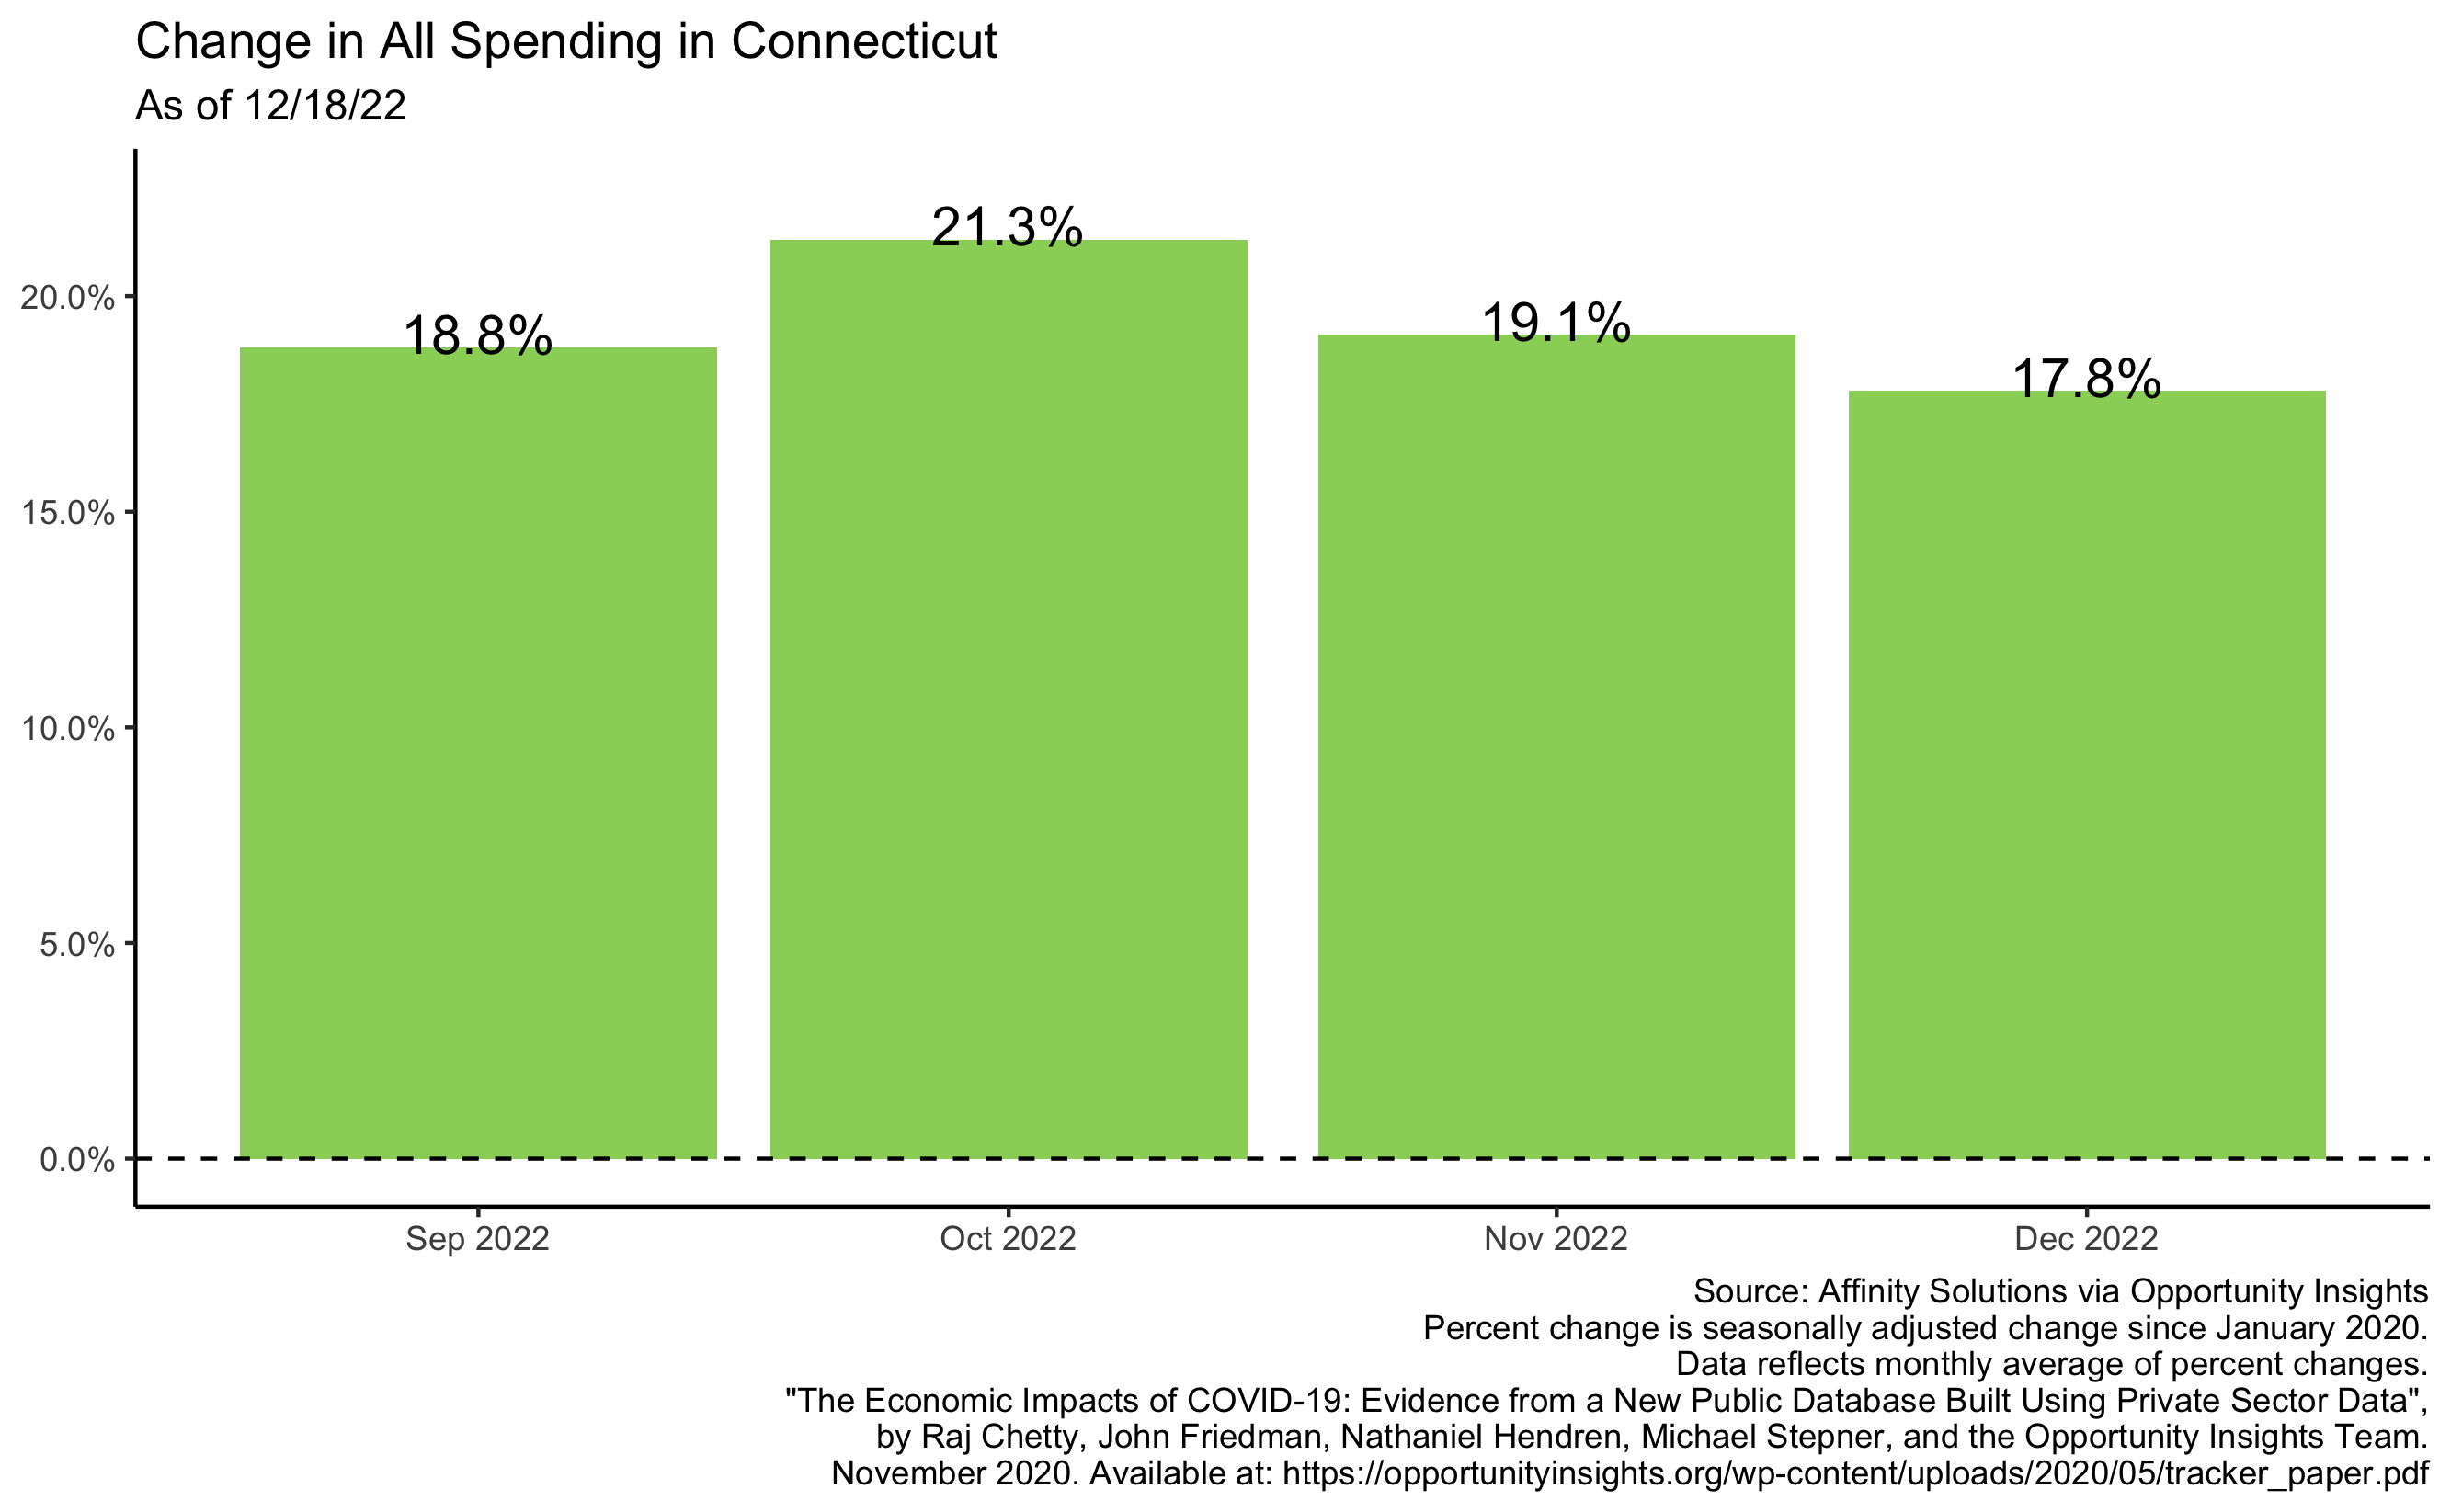 Change in All Spending in Connecticut
As of 12/18/22
21.3%
18.8%
19.1%
17.8%
20.0%
15.0%
10.0%
5.0%
0.0%
Sep 2022 Oct 2022 Nov 2022 Dec 2022
Source: Affinity Solutions via Opportunity Insights
Percent change is seasonally adjusted change since January 2020.
Data reflects monthly average of percent changes.
"The Economic Impacts of COVID-19: Evidence from a New Public Database Built Using Private Sector Data",
by Raj Chetty, John Friedman, Nathaniel Hendren, Michael Stepner, and the Opportunity Insights Team.
November 2020. Available at: https://opportunityinsights.org/wp-content/uploads/2020/05/tracker_paper.pdf